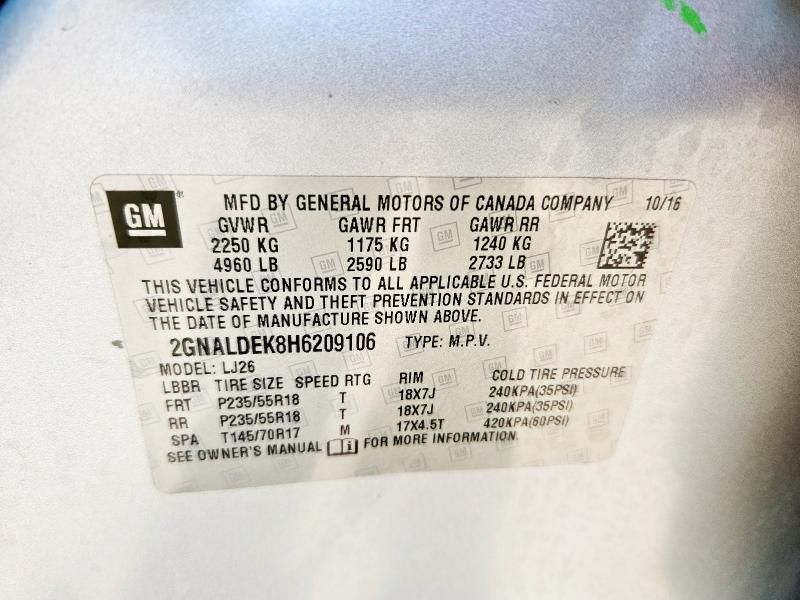 GM MFD BY GENERAL MOTORS OF CANADA COMPANY 10/16
GVWR GAWR FRT GAWR RR
2250 KG 1175 KG 1240 KG
4960 LB 2590 LB 2733 LB
THIS VEHICLE CONFORMS TO ALL APPLICABLE U.S. FEDERAL MOTOR
VEHICLE SAFETY AND THEFT PREVENTION STANDARDS IN EFFECT ON
THE DATE OF MANUFACTURE SHOWN ABOVE.
2GNALDEK8H6209106 TYPE: M.P.V.
MODEL: LJ26
LBBR TIRE SIZE SPEED RTG RIM COLD TIRE PRESSURE
FRT P235/55R18 T 18X7J 240KPA(35PSI)
RR P235/55R18 T 18X7J 240KPA(35PSI)
SPA T145/70R17 M 17X4.5T 420KPA(60PSI)
SEE OWNER'S MANUAL FOR MORE INFORMATION.